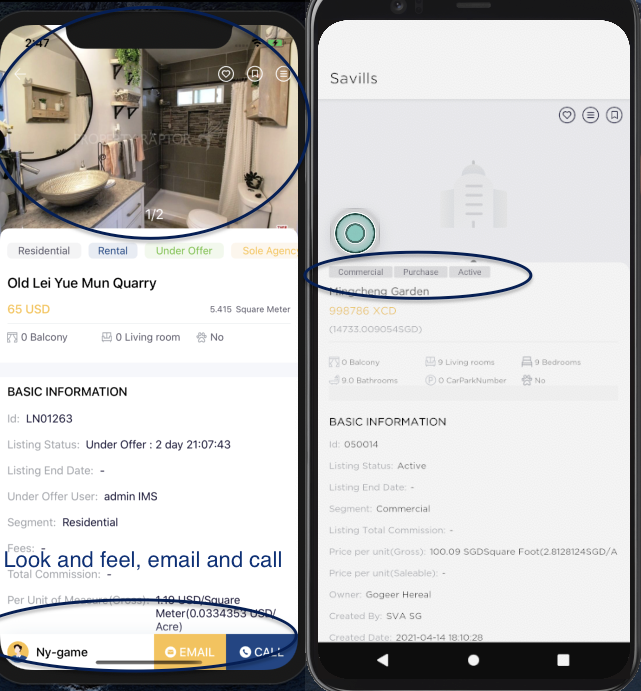 2:47
1/2
Residential Rental Under Offer Sole Agency
Old Lei Yue Mun Quarry
65 USD 5.415 Square Meter
0 Balcony 0 Living room No
BASIC INFORMATION
Id: LN01263
Listing Status: Under Offer : 2 day 21:07:43
Listing End Date: -
Under Offer User: admin IMS
Segment: Residential
Fees: -
Look and feel, email and call
Total Commission: -
Per Unit of Measure(Gross): 1.19 USD/Square
Meter(0.0334353 USD/
Acre)
Ny-game EMAIL CALL
Savills
Commercial Purchase Active
Mingcheng Garden
998786 XCD
(14733.009054SGD)
0 Balcony 9 Living rooms 9 Bedrooms
9.0 Bathrooms 0 CarParkNumber No
BASIC INFORMATION
Id: 050014
Listing Status: Active
Listing End Date: -
Segment: Commercial
Listing Total Commission: -
Price per unit(Gross): 100.09 SGDSquare Foot(2.8128124SGD/A
Price per unit(Saleable): -
Owner: Gogeer Hereal
Created By: SVA SG
Created Date: 2021-04-14 18:10:28